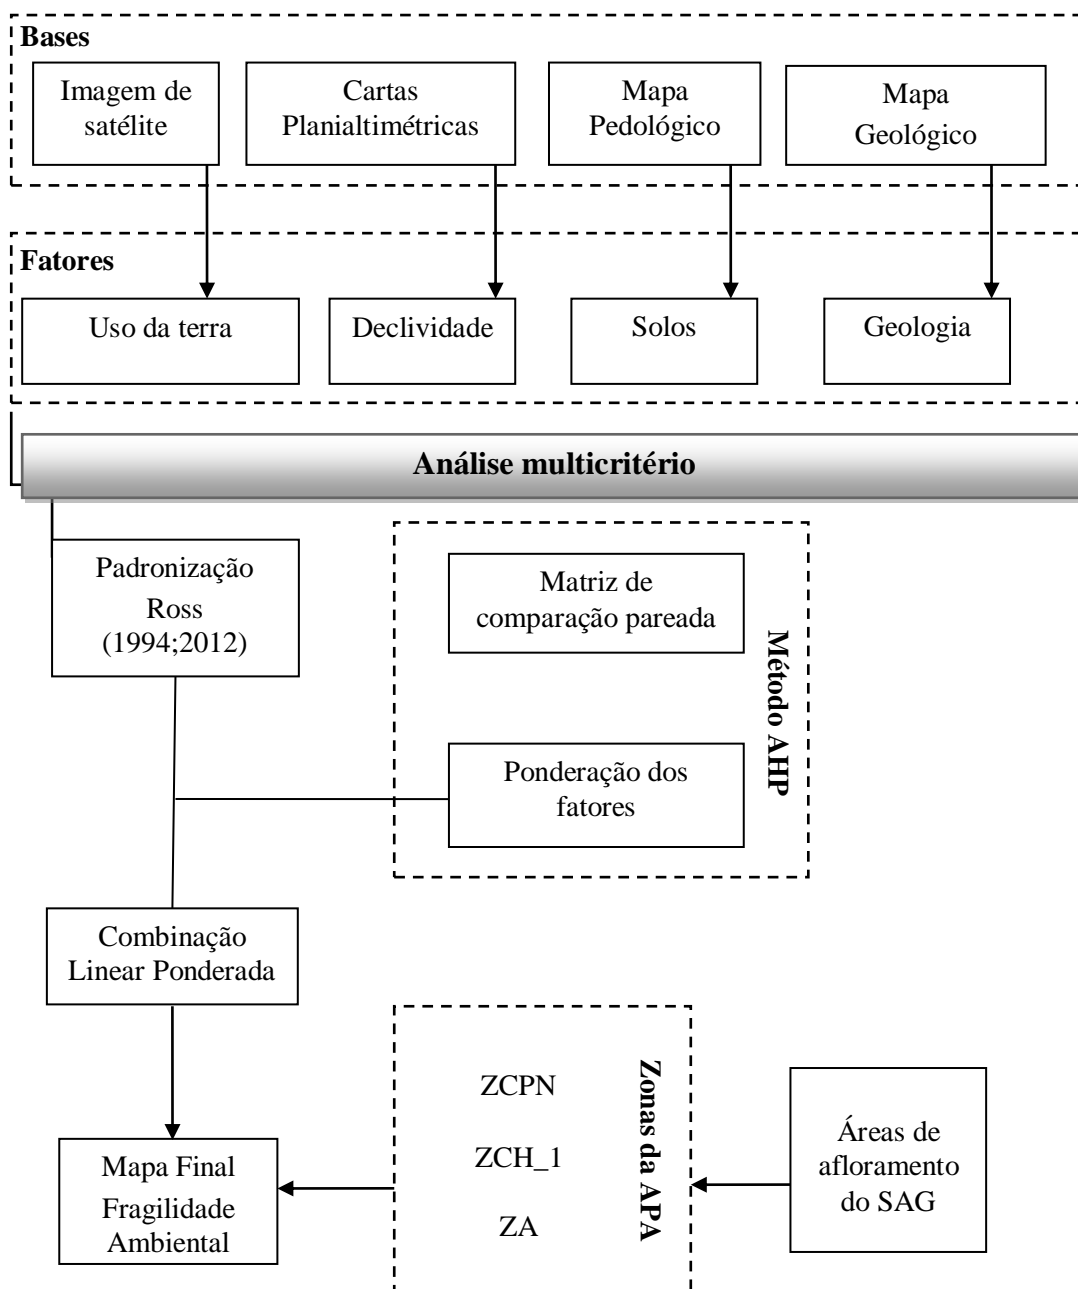 Bases
Imagem de
satélite
Cartas
Planialtimétricas
Mapa
Pedológico
Mapa
Geológico
Fatores
Uso da terra
Declividade
Solos
Geologia
Análise multicritério
Padronização
Ross
(1994;2012)
Matriz de
comparação pareada
Ponderação dos
fatores
Método AHP
Combinação
Linear Ponderada
Mapa Final
Fragilidade
Ambiental
ZCPN
ZCH_1
ZA
Zonas da APA
Áreas de
afloramento
do SAG